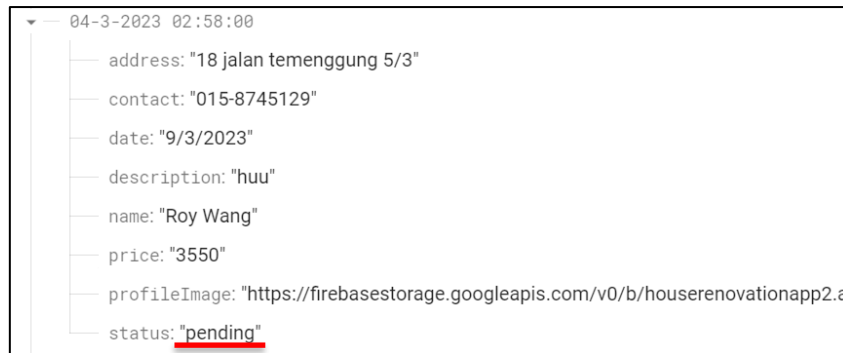 04-3-2023 02:58:00
address: "18 jalan temenggung 5/3"
contact: "015-8745129"
date: "9/3/2023"
description: "huu"
name: "Roy Wang"
price: "3550"
profileImage: "https://firebasestorage.googleapis.com/v0/b/houserenovationapp2.a
status: "pending"